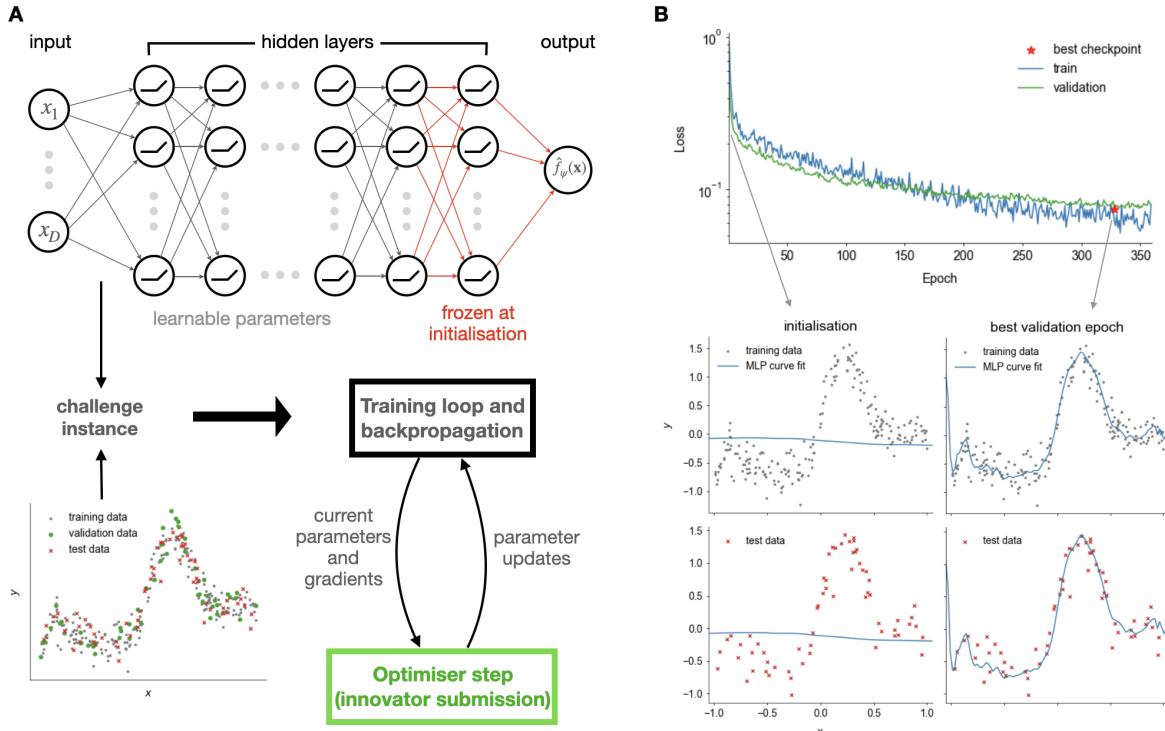 A
input
hidden layers
output
x₁
x_D
f̂_ψ(x)
learnable parameters
frozen at
initialisation
challenge
instance
Training loop and
backpropagation
current
parameters
and
gradients
parameter
updates
Optimiser step
(innovator submission)
training data
validation data
test data
y
x
B
10⁰
10⁻¹
Loss
best checkpoint
train
validation
50 100 150 200 250 300 350
Epoch
initialisation
best validation epoch
1.5
1.0
0.5
0.0
−0.5
−1.0
y
training data
MLP curve fit
training data
MLP curve fit
1.5
1.0
0.5
0.0
−0.5
−1.0
test data
test data
−1.0 −0.5 0.0 0.5 1.0